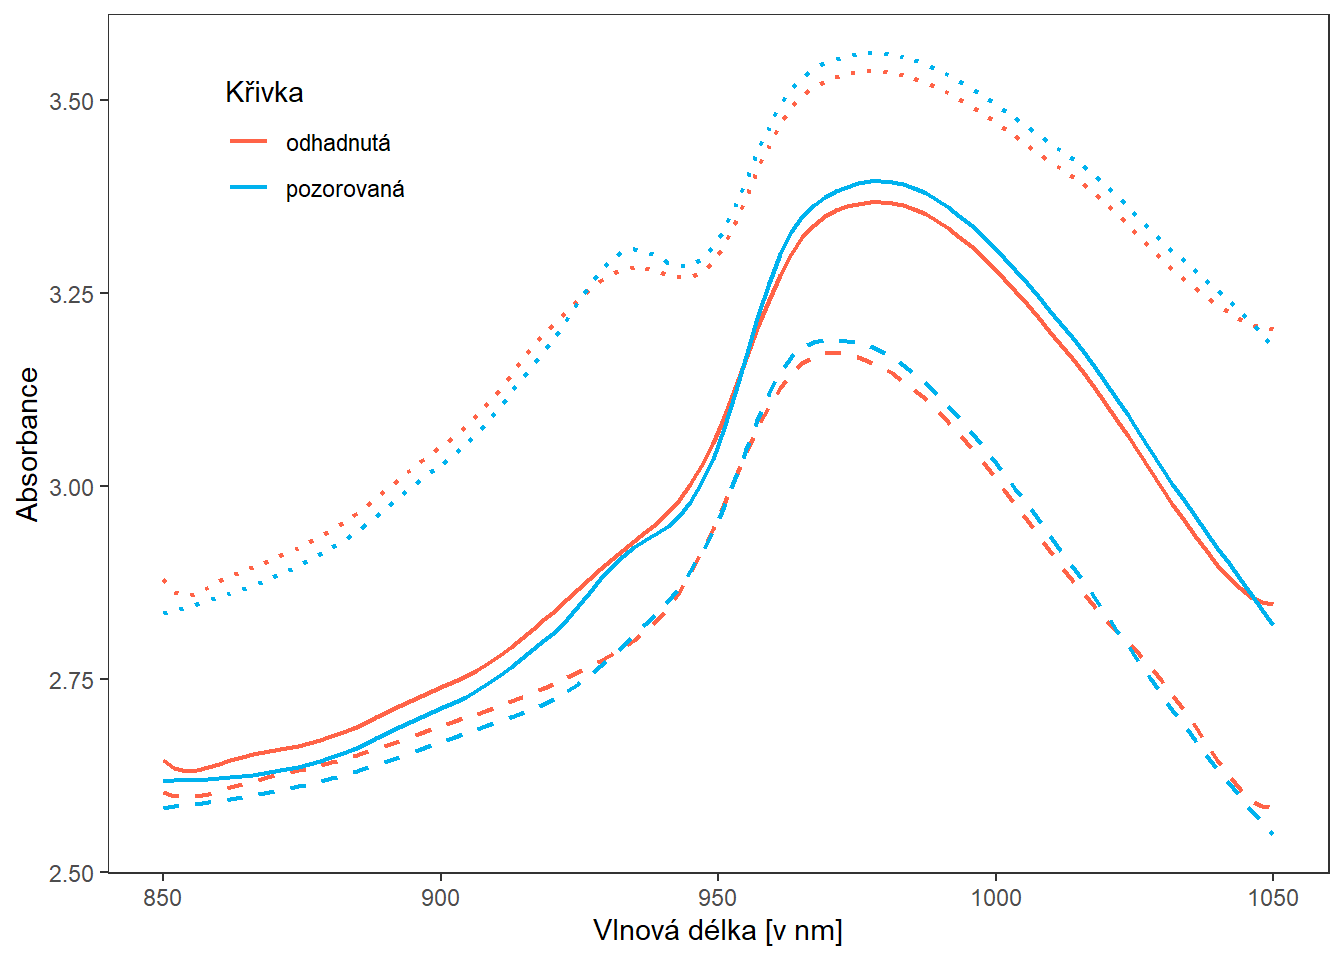 Křivka
odhadnutá
pozorovaná
Absorbance
3.50
3.25
3.00
2.75
2.50
850 900 950 1000 1050
Vlnová délka [v nm]